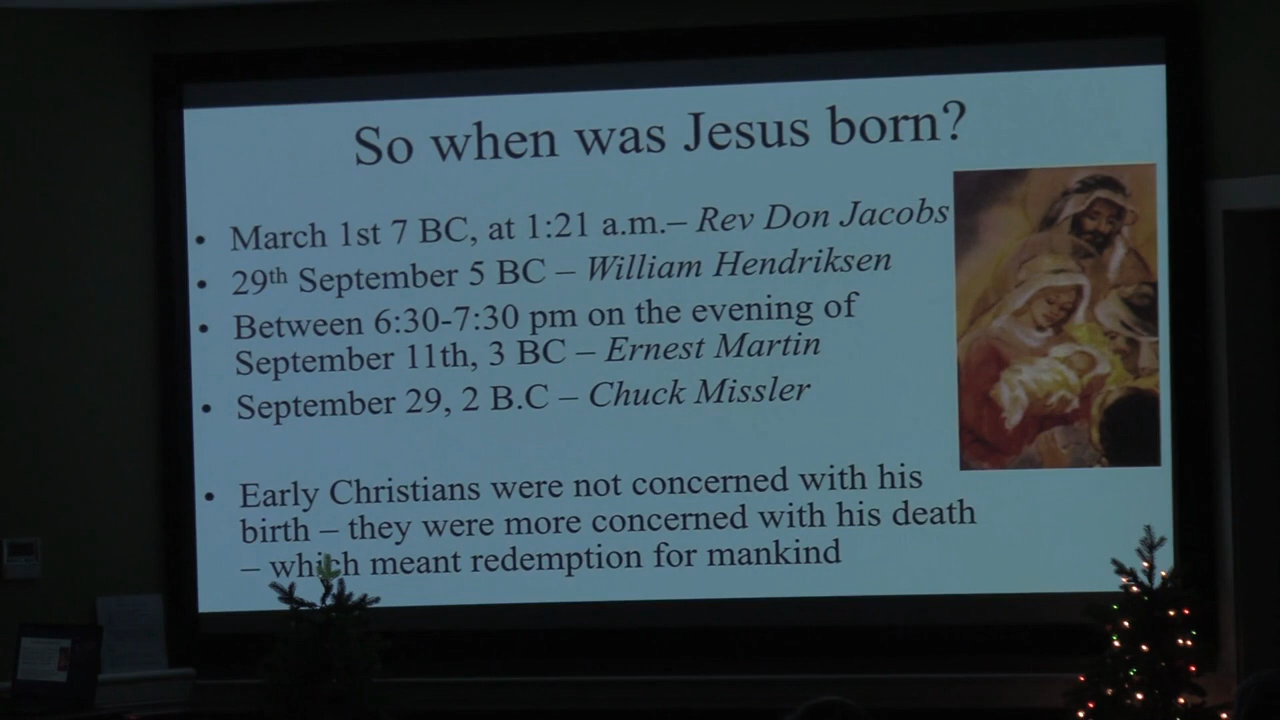 So when was Jesus born?
• March 1st 7 BC, at 1:21 a.m.– Rev Don Jacobs
• 29th September 5 BC – William Hendriksen
• Between 6:30-7:30 pm on the evening of
September 11th, 3 BC – Ernest Martin
• September 29, 2 B.C – Chuck Missler
• Early Christians were not concerned with his
birth – they were more concerned with his death
– which meant redemption for mankind